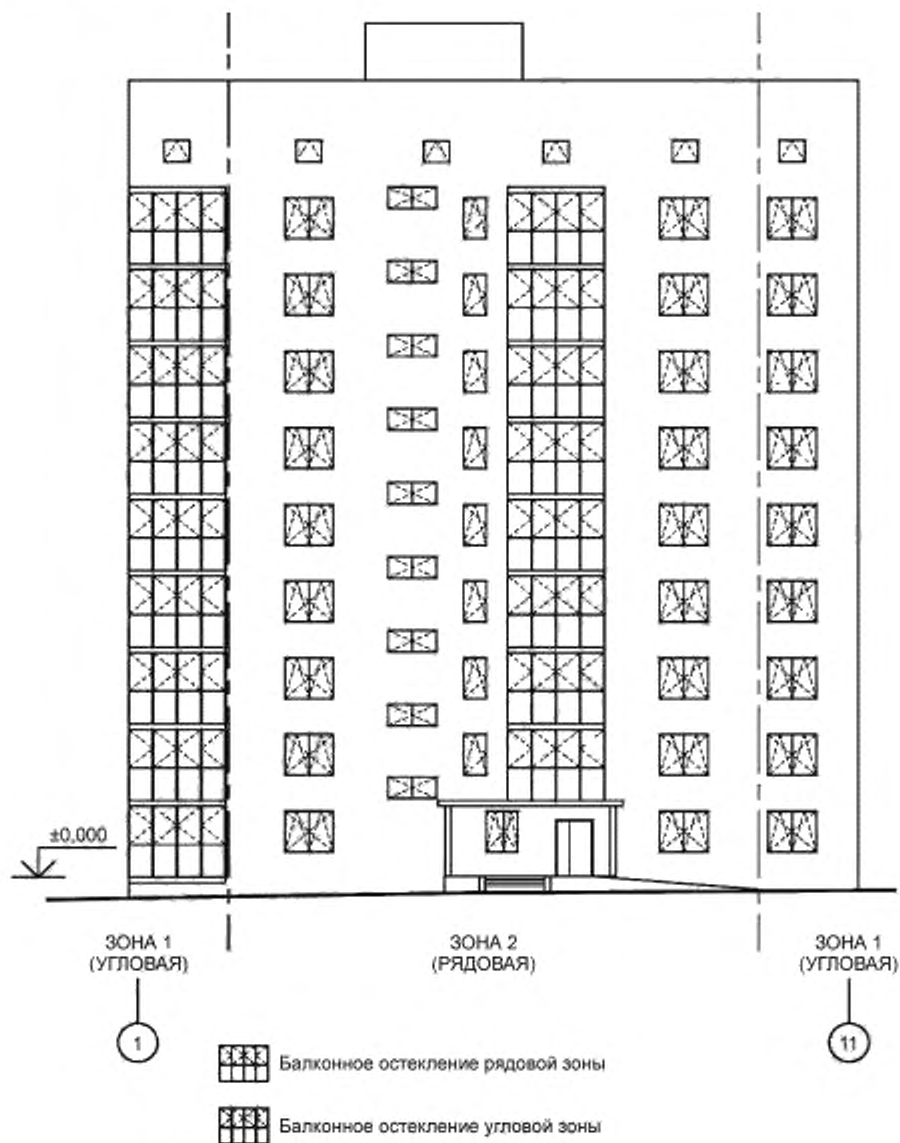 ±0,000
ЗОНА 1
(УГЛОВАЯ)
ЗОНА 2
(РЯДОВАЯ)
ЗОНА 1
(УГЛОВАЯ)
1
11
Балконное остекление рядовой зоны
Балконное остекление угловой зоны